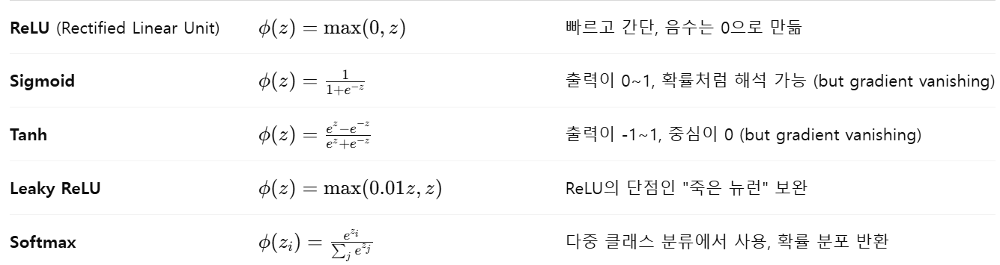 ReLU (Rectified Linear Unit) ϕ(z) = max(0, z) 빠르고 간단, 음수는 0으로 만듦
Sigmoid ϕ(z) = \frac{1}{1+e^{-z}} 출력이 0~1, 확률처럼 해석 가능 (but gradient vanishing)
Tanh ϕ(z) = \frac{e^{z}-e^{-z}}{e^{z}+e^{-z}} 출력이 -1~1, 중심이 0 (but gradient vanishing)
Leaky ReLU ϕ(z) = max(0.01z, z) ReLU의 단점인 "죽은 뉴런" 보완
Softmax ϕ(z_i) = \frac{e^{z_i}}{\sum_j e^{z_j}} 다중 클래스 분류에서 사용, 확률 분포 반환